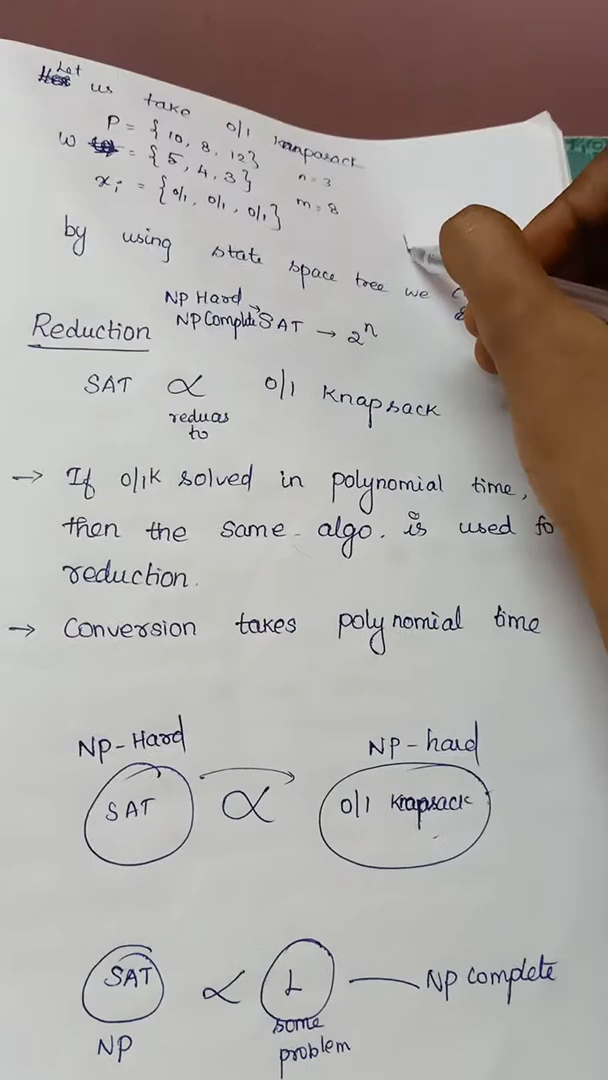 Let us take 0/1 knapasack
P = {10, 8, 12} n = 3
W = {5, 4, 3} m = 8
xi = {0/1, 0/1, 0/1}
by using state space tree we
NP Hard
NP Complete SAT → 2^n
Reduction
SAT ∝ 0/1 Knapsack
reduas
to
→ If 0/1K solved in polynomial time,
then the same algo. is used fo
reduction.
→ Conversion takes polynomial time
NP-Hard NP-hard
SAT ∝ 0/1 Knapsack
SAT ∝ L — NP complete
NP some
problem